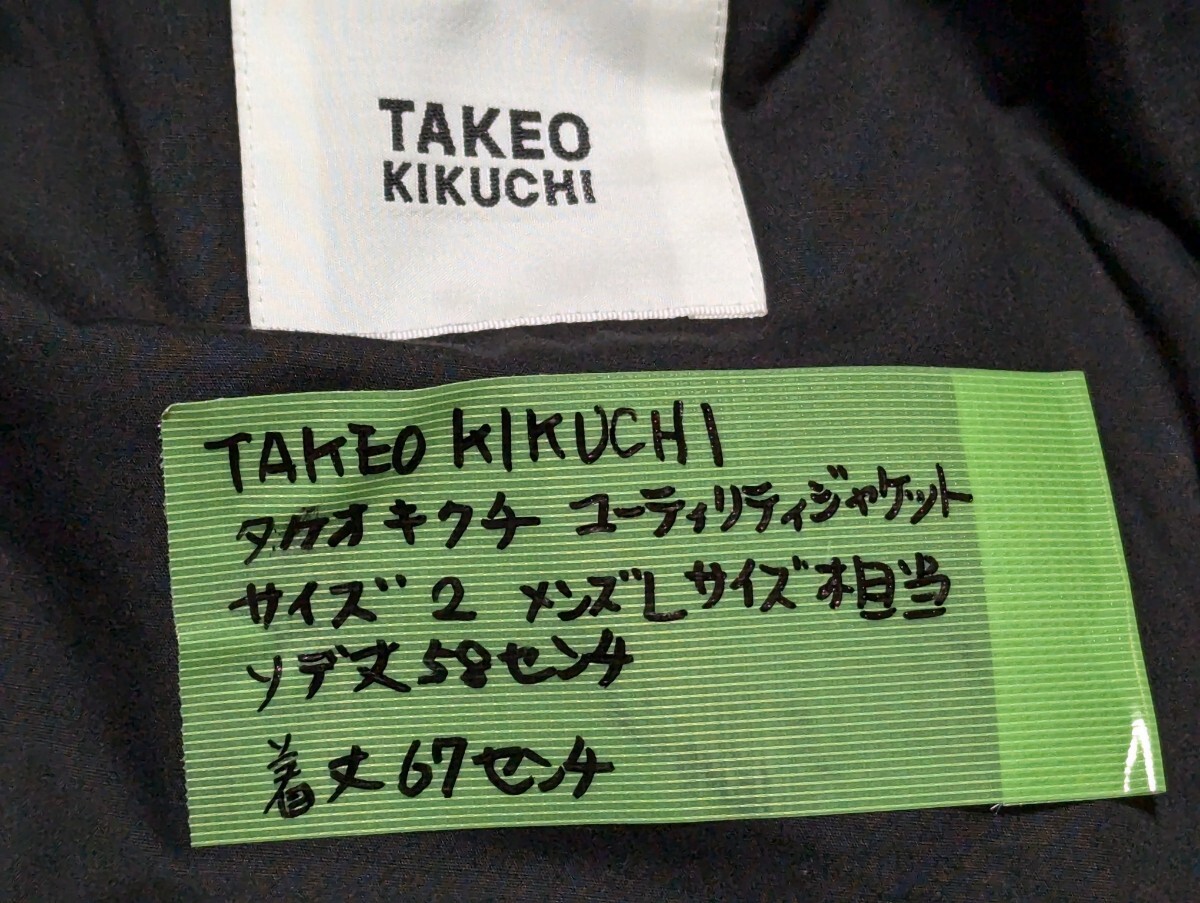 TAKEO
KIKUCHI
TAKEO KIKUCHI
タケオキクチ ユーティリティジャケット
サイズ 2 メンズLサイズ相当
ソデ丈58センチ
着丈67センチ